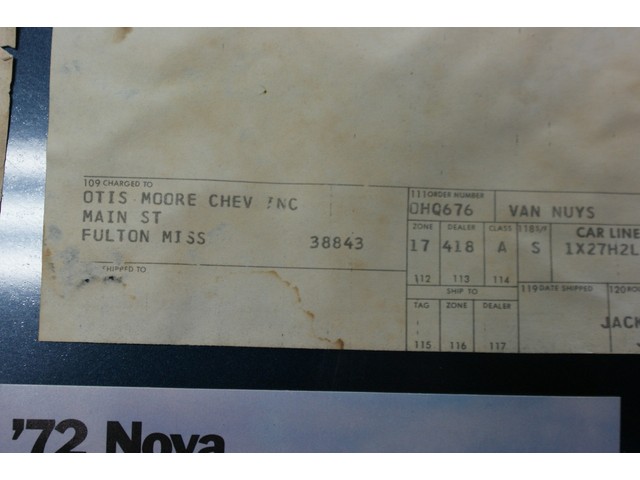 109 CHARGED TO
OTIS MOORE CHEV INC
MAIN ST
FULTON MISS 38843
SHIPPED TO
111 ORDER NUMBER
0HQ676 VAN NUYS
ZONE DEALER CLASS 118 S/T CAR LINE
17 418 A S 1X27H2L
112 113 114
SHIP TO 119 DATE SHIPPED 120
TAG ZONE DEALER
JACK
115 116 117
'72 Nova